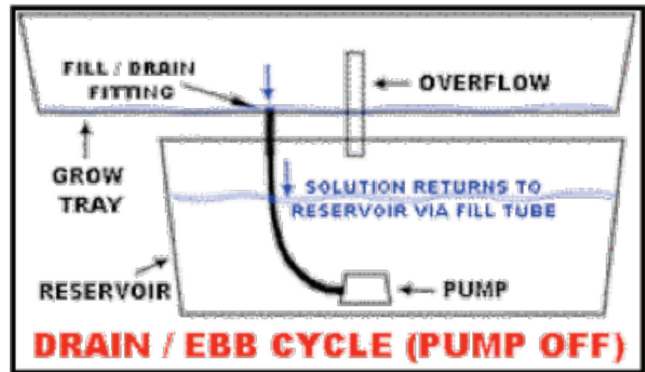 FILL / DRAIN
FITTING
OVERFLOW
GROW
TRAY
SOLUTION RETURNS TO
RESERVOIR VIA FILL TUBE
RESERVOIR
PUMP
DRAIN / EBB CYCLE (PUMP OFF)